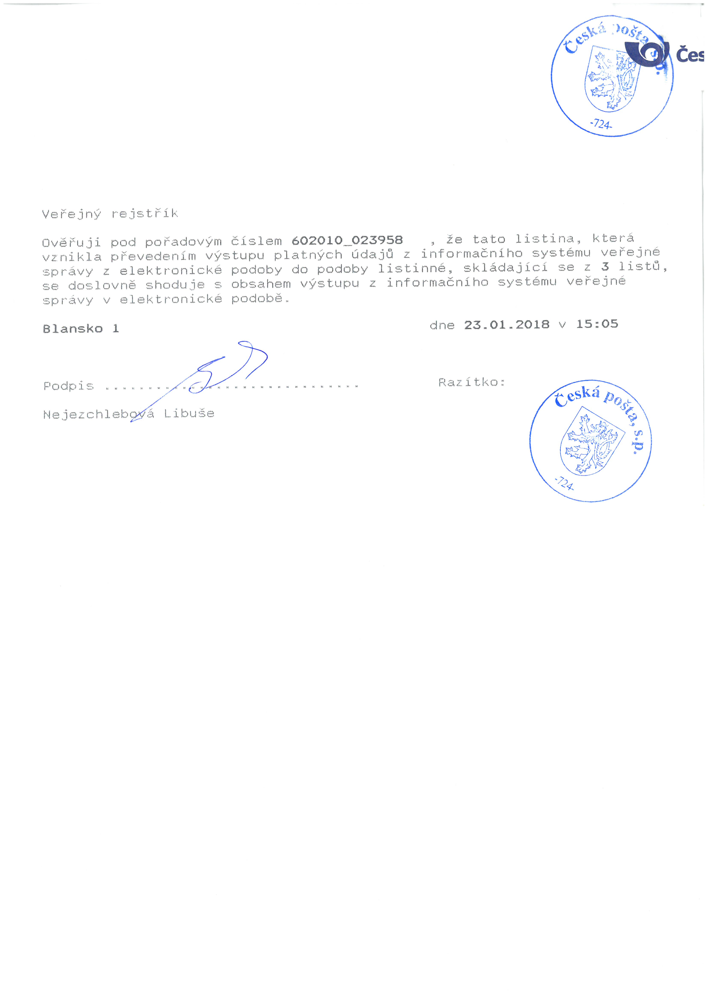 Česká pošta, s.p.
Čes
-724-
Veřejný rejstřík
Ověřuji pod pořadovým číslem 602010_023958 , že tato listina, která
vznikla převedením výstupu platných údajů z informačního systému veřejné
správy z elektronické podoby do podoby listinné, skládající se z 3 listů,
se doslovně shoduje s obsahem výstupu z informačního systému veřejné
správy v elektronické podobě.
Blansko 1 dne 23.01.2018 v 15:05
Podpis .............................. Razítko:
Nejezchlebová Libuše
Česká pošta, s.p.
-724-